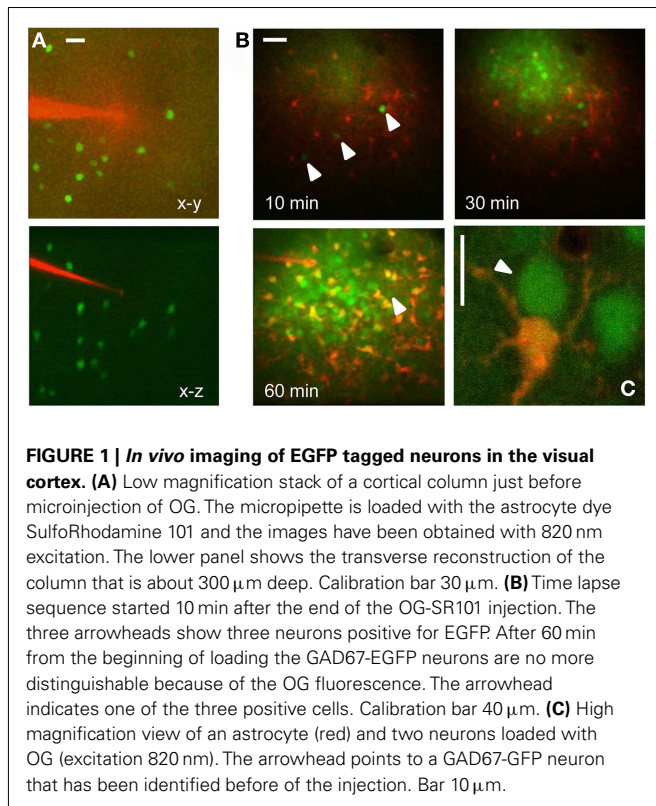 A
B
x-y
10 min
30 min
x-z
60 min
C
FIGURE 1 | In vivo imaging of EGFP tagged neurons in the visual
cortex. (A) Low magnification stack of a cortical column just before
microinjection of OG. The micropipette is loaded with the astrocyte dye
SulfoRhodamine 101 and the images have been obtained with 820 nm
excitation. The lower panel shows the transverse reconstruction of the
column that is about 300 μm deep. Calibration bar 30 μm. (B) Time lapse
sequence started 10 min after the end of the OG-SR101 injection. The
three arrowheads show three neurons positive for EGFP. After 60 min
from the beginning of loading the GAD67-EGFP neurons are no more
distinguishable because of the OG fluorescence. The arrowhead
indicates one of the three positive cells. Calibration bar 40 μm. (C) High
magnification view of an astrocyte (red) and two neurons loaded with
OG (excitation 820 nm). The arrowhead points to a GAD67-GFP neuron
that has been identified before of the injection. Bar 10 μm.